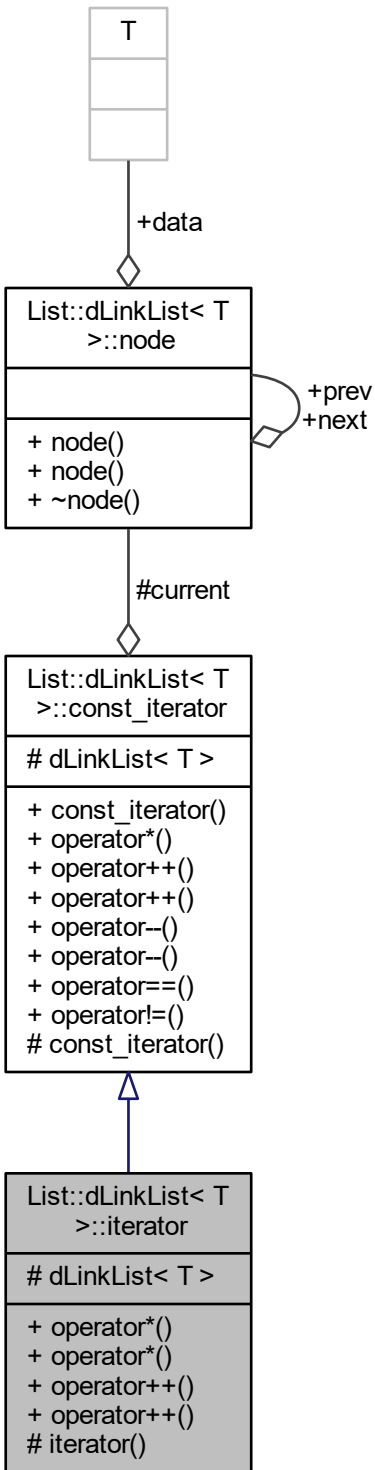 T
+data
List::dLinkList< T
>::node
+prev
+next
+ node()
+ node()
+ ~node()
#current
List::dLinkList< T
>::const_iterator
# dLinkList< T >
+ const_iterator()
+ operator*()
+ operator++()
+ operator++()
+ operator--()
+ operator--()
+ operator==()
+ operator!=()
# const_iterator()
List::dLinkList< T
>::iterator
# dLinkList< T >
+ operator*()
+ operator*()
+ operator++()
+ operator++()
# iterator()